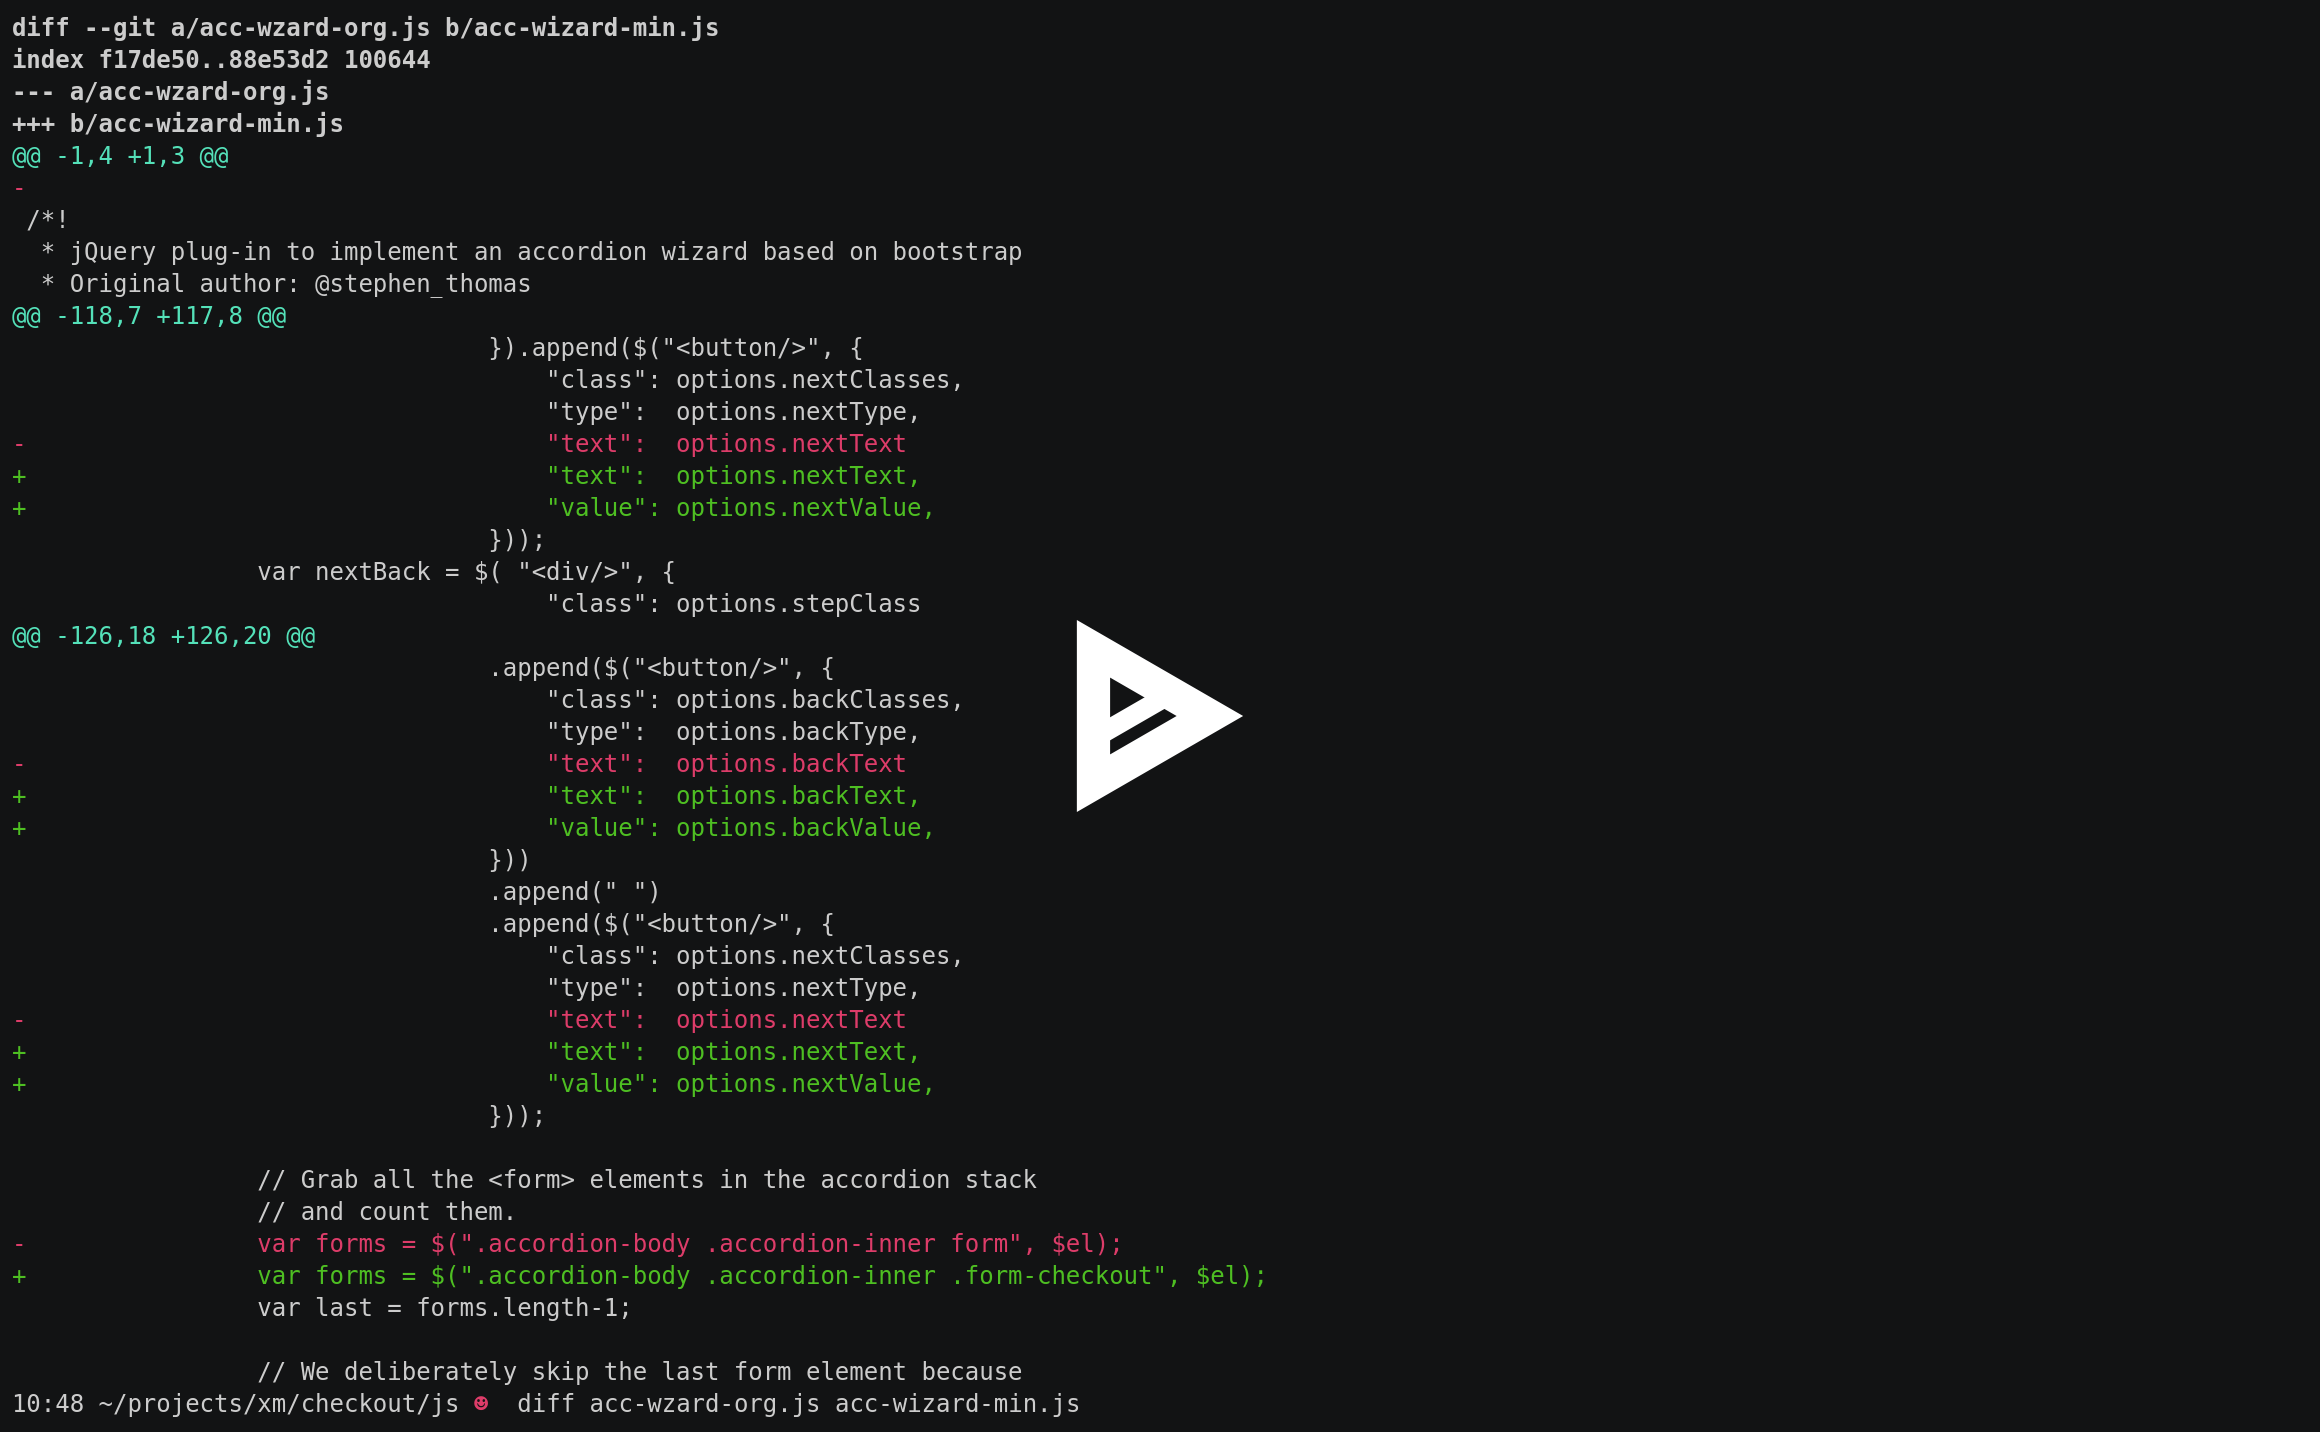 diff --git a/acc-wzard-org.js b/acc-wizard-min.js
index f17de50..88e53d2 100644
--- a/acc-wzard-org.js
+++ b/acc-wizard-min.js
@@ -1,4 +1,3 @@
-
 /*!
  * jQuery plug-in to implement an accordion wizard based on bootstrap
  * Original author: @stephen_thomas
@@ -118,7 +117,8 @@
                                 }).append($("<button/>", {
                                     "class": options.nextClasses,
                                     "type":  options.nextType,
-                                    "text":  options.nextText
+                                    "text":  options.nextText,
+                                    "value": options.nextValue,
                                 }));
                 var nextBack = $( "<div/>", {
                                     "class": options.stepClass
@@ -126,18 +126,20 @@
                                 .append($("<button/>", {
                                     "class": options.backClasses,
                                     "type":  options.backType,
-                                    "text":  options.backText
+                                    "text":  options.backText,
+                                    "value": options.backValue,
                                 }))
                                 .append(" ")
                                 .append($("<button/>", {
                                     "class": options.nextClasses,
                                     "type":  options.nextType,
-                                    "text":  options.nextText
+                                    "text":  options.nextText,
+                                    "value": options.nextValue,
                                 }));

                 // Grab all the <form> elements in the accordion stack
                 // and count them.
-                var forms = $(".accordion-body .accordion-inner form", $el);
+                var forms = $(".accordion-body .accordion-inner .form-checkout", $el);
                 var last = forms.length-1;

                 // We deliberately skip the last form element because
10:48 ~/projects/xm/checkout/js ☻  diff acc-wzard-org.js acc-wizard-min.js